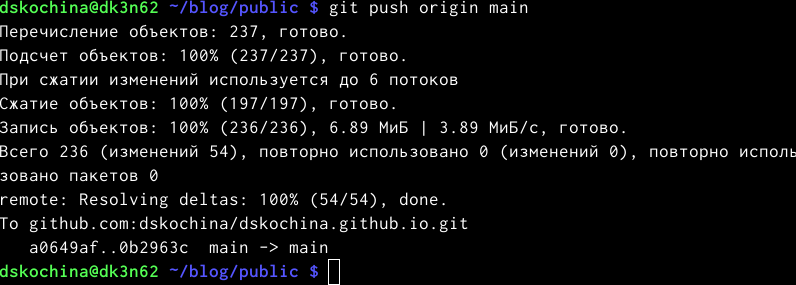 dskochina@dk3n62 ~/blog/public $ git push origin main
Перечисление объектов: 237, готово.
Подсчет объектов: 100% (237/237), готово.
При сжатии изменений используется до 6 потоков
Сжатие объектов: 100% (197/197), готово.
Запись объектов: 100% (236/236), 6.89 МиБ | 3.89 МиБ/с, готово.
Всего 236 (изменений 54), повторно использовано 0 (изменений 0), повторно исполь
зовано пакетов 0
remote: Resolving deltas: 100% (54/54), done.
To github.com:dskochina/dskochina.github.io.git
   a0649af..0b2963c  main -> main
dskochina@dk3n62 ~/blog/public $